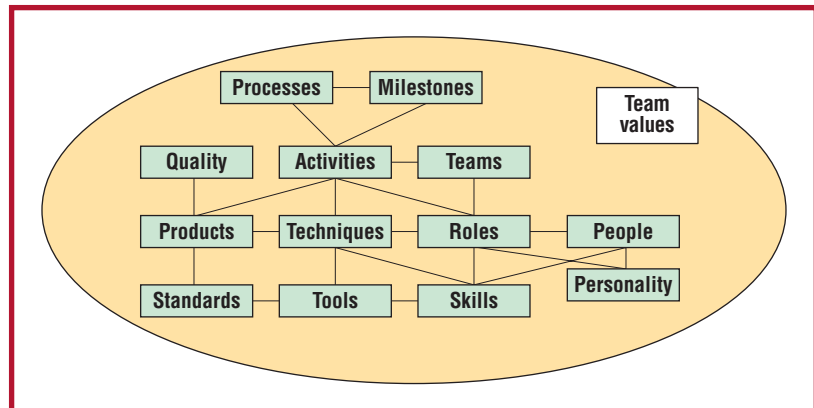 Processes
Milestones
Team
values
Quality
Activities
Teams
Products
Techniques
Roles
People
Personality
Standards
Tools
Skills